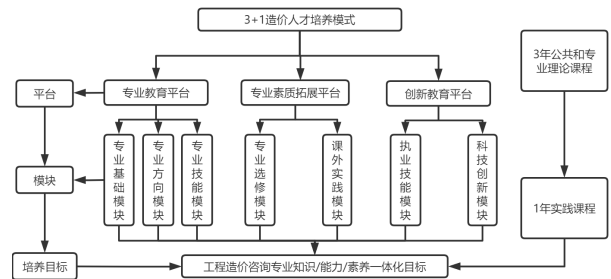 3+1造价人才培养模式
3年公共和专
业理论课程
平台
专业教育平台
专业素质拓展平台
创新教育平台
模块
专业基础模块
专业方向模块
专业技能模块
专业选修模块
课外实践模块
执业技能模块
科技创新模块
1年实践课程
培养目标
工程造价咨询专业知识/能力/素养一体化目标